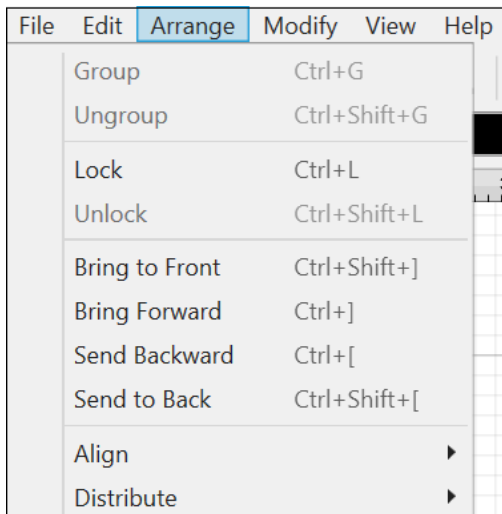 File Edit Arrange Modify View Help
Group Ctrl+G
Ungroup Ctrl+Shift+G
Lock Ctrl+L
Unlock Ctrl+Shift+L
Bring to Front Ctrl+Shift+]
Bring Forward Ctrl+]
Send Backward Ctrl+[
Send to Back Ctrl+Shift+[
Align
Distribute